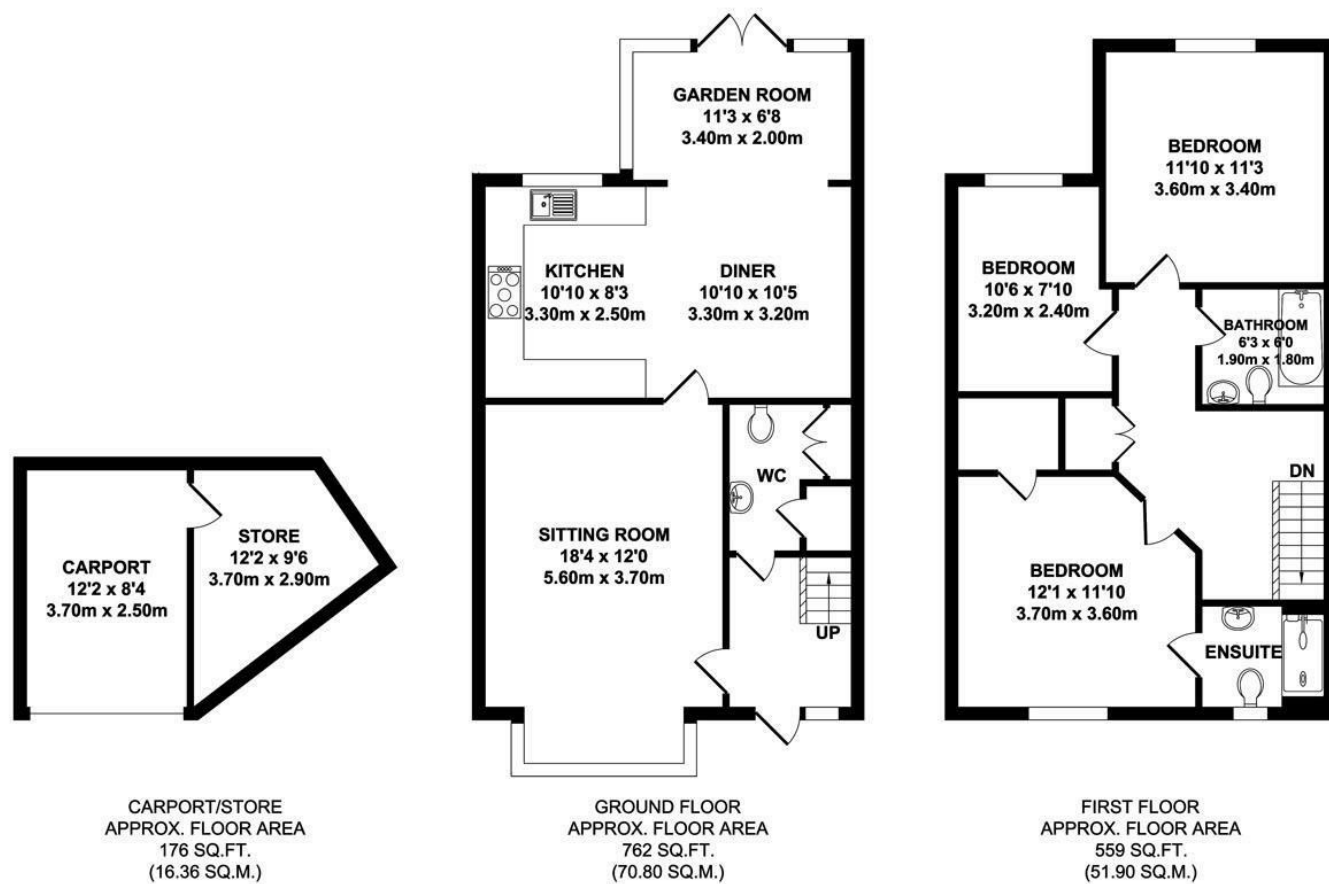 CARPORT
12'2 x 8'4
3.70m x 2.50m
STORE
12'2 x 9'6
3.70m x 2.90m
CARPORT/STORE
APPROX. FLOOR AREA
176 SQ.FT.
(16.36 SQ.M.)
GARDEN ROOM
11'3 x 6'8
3.40m x 2.00m
KITCHEN
10'10 x 8'3
3.30m x 2.50m
DINER
10'10 x 10'5
3.30m x 3.20m
WC
SITTING ROOM
18'4 x 12'0
5.60m x 3.70m
UP
GROUND FLOOR
APPROX. FLOOR AREA
762 SQ.FT.
(70.80 SQ.M.)
BEDROOM
11'10 x 11'3
3.60m x 3.40m
BEDROOM
10'6 x 7'10
3.20m x 2.40m
BATHROOM
6'3 x 6'0
1.90m x 1.80m
DN
BEDROOM
12'1 x 11'10
3.70m x 3.60m
ENSUITE
FIRST FLOOR
APPROX. FLOOR AREA
559 SQ.FT.
(51.90 SQ.M.)